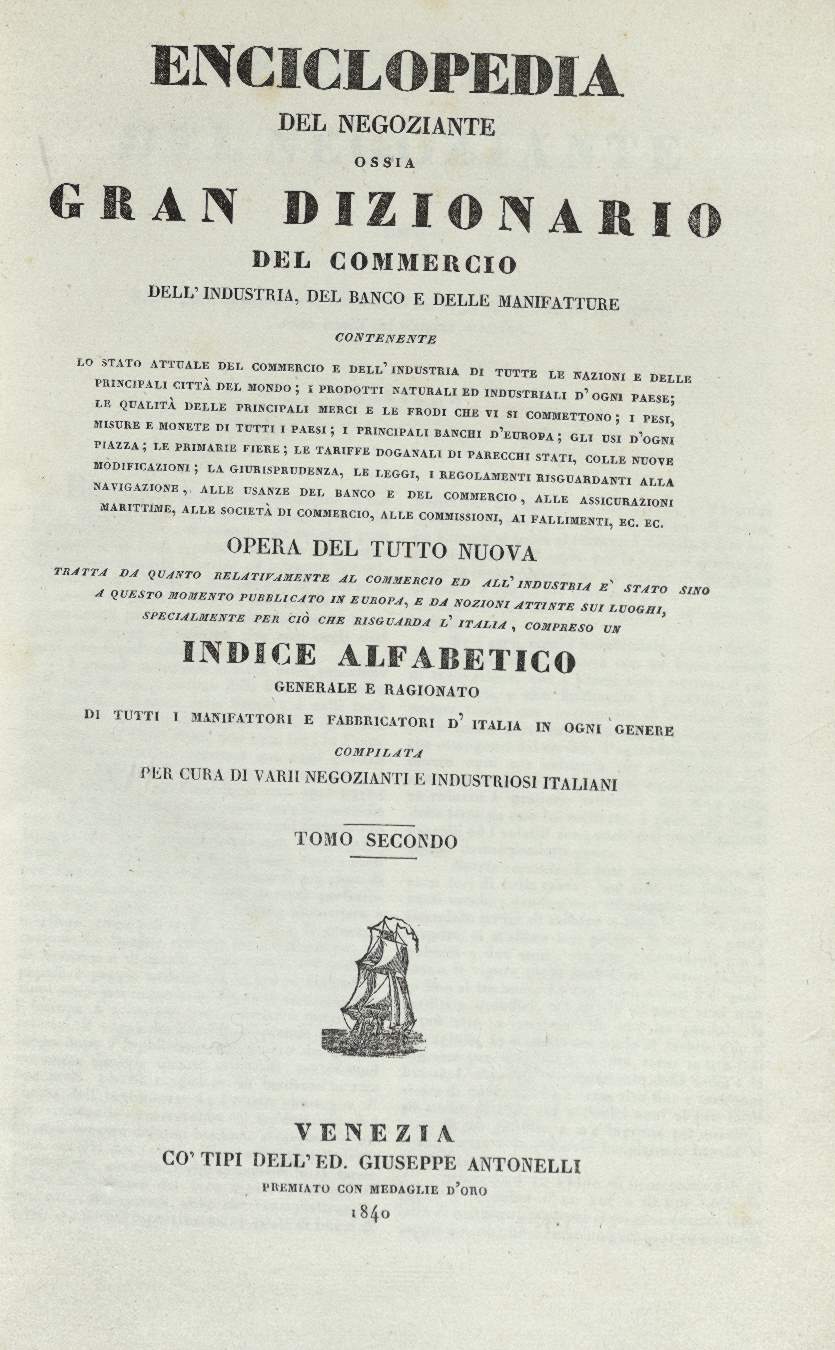 ENCICLOPEDIA
DEL NEGOZIANTE
OSSIA
GRAN DIZIONARIO
DEL COMMERCIO
DELL' INDUSTRIA, DEL BANCO E DELLE MANIFATTURE
CONTENENTE
LO STATO ATTUALE DEL COMMERCIO E DELL' INDUSTRIA DI TUTTE LE NAZIONI E DELLE
PRINCIPALI CITTÀ DEL MONDO; I PRODOTTI NATURALI ED INDUSTRIALI D' OGNI PAESE;
LE QUALITÀ DELLE PRINCIPALI MERCI E LE FRODI CHE VI SI COMMETTONO; I PESI,
MISURE E MONETE DI TUTTI I PAESI; I PRINCIPALI BANCHI D'EUROPA; GLI USI D'OGNI
PIAZZA; LE PRIMARIE FIERE; LE TARIFFE DOGANALI DI PARECCHI STATI, COLLE NUOVE
MODIFICAZIONI; LA GIURISPRUDENZA, LE LEGGI, I REGOLAMENTI RISGUARDANTI ALLA
NAVIGAZIONE, ALLE USANZE DEL BANCO E DEL COMMERCIO, ALLE ASSICURAZIONI
MARITTIME, ALLE SOCIETÀ DI COMMERCIO, ALLE COMMISSIONI, AI FALLIMENTI, EC. EC.
OPERA DEL TUTTO NUOVA
TRATTA DA QUANTO RELATIVAMENTE AL COMMERCIO ED ALL' INDUSTRIA E' STATO SINO
A QUESTO MOMENTO PUBBLICATO IN EUROPA, E DA NOZIONI ATTINTE SUI LUOGHI,
SPECIALMENTE PER CIÒ CHE RISGUARDA L' ITALIA, COMPRESO UN
INDICE ALFABETICO
GENERALE E RAGIONATO
DI TUTTI I MANIFATTORI E FABBRICATORI D' ITALIA IN OGNI GENERE
COMPILATA
PER CURA DI VARII NEGOZIANTI E INDUSTRIOSI ITALIANI
TOMO SECONDO
VENEZIA
CO' TIPI DELL' ED. GIUSEPPE ANTONELLI
PREMIATO CON MEDAGLIE D'ORO
1840